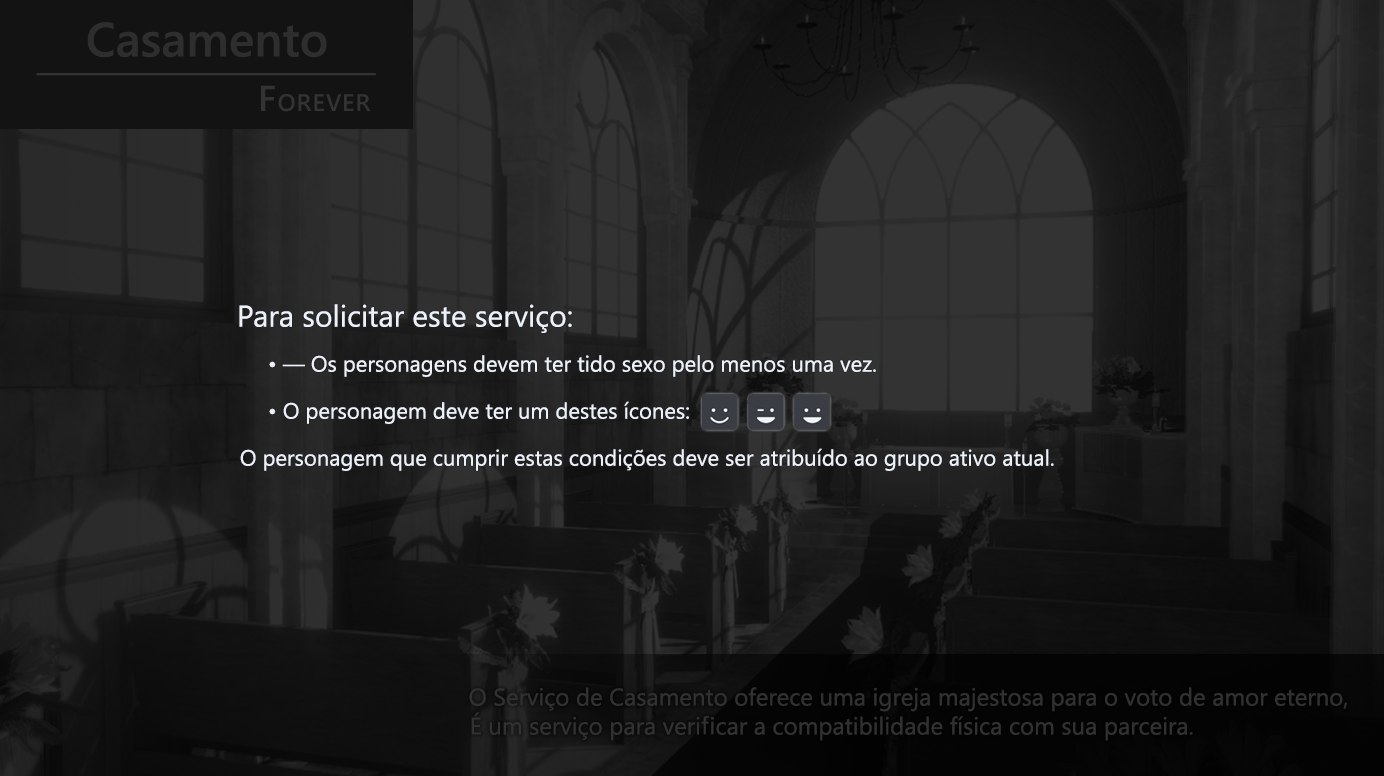 Casamento
FOREVER
Para solicitar este serviço:
• — Os personagens devem ter tido sexo pelo menos uma vez.
• O personagem deve ter um destes ícones:
O personagem que cumprir estas condições deve ser atribuído ao grupo ativo atual.
O Serviço de Casamento oferece uma igreja majestosa para o voto de amor eterno,
É um serviço para verificar a compatibilidade física com sua parceira.